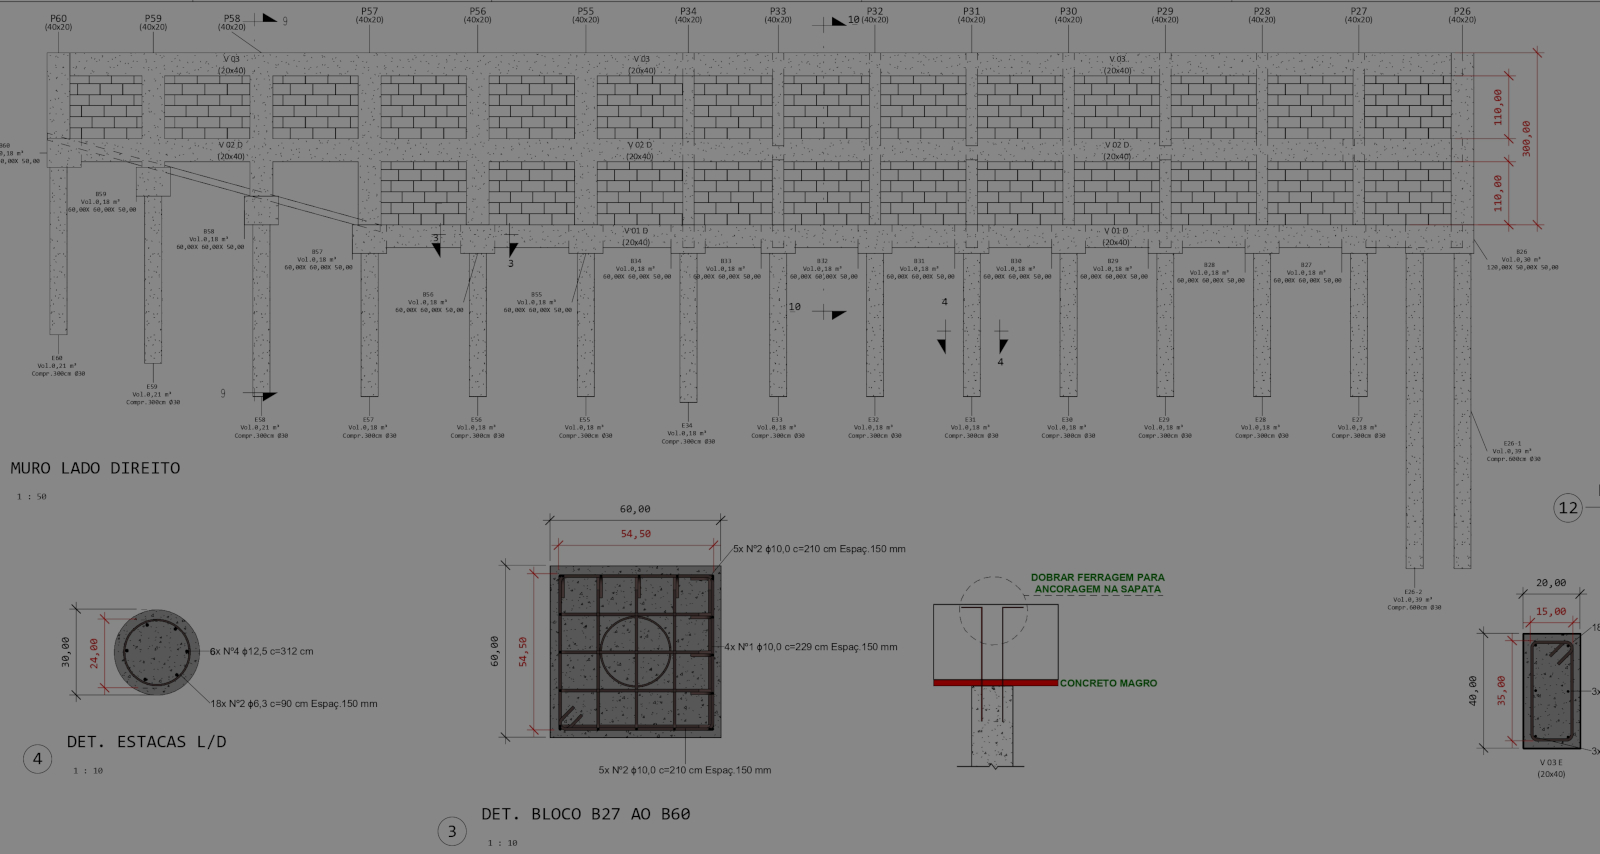 P60
(40x20)
P59
(40x20)
P58
(40x20)
9
P57
(40x20)
P56
(40x20)
P55
(40x20)
P34
(40x20)
P33
(40x20)
10
P32
(40x20)
P31
(40x20)
P30
(40x20)
P29
(40x20)
P28
(40x20)
P27
(40x20)
P26
(40x20)
V 03
(20x40)
V 03
(20x40)
V 03
(20x40)
110,00
300,00
V 02 D
(20x40)
V 02 D
(20x40)
V 02 D
(20x40)
110,00
V 01 D
(20x40)
V 01 D
(20x40)
B59
Vol.0,18 m³
60,00X 60,00X 50,00
B58
Vol.0,18 m³
60,00X 60,00X 50,00
B57
Vol.0,18 m³
60,00X 60,00X 50,00
B56
Vol.0,18 m³
60,00X 60,00X 50,00
B55
Vol.0,18 m³
60,00X 60,00X 50,00
3
3
B34
Vol.0,18 m³
60,00X 60,00X 50,00
B33
Vol.0,18 m³
60,00X 60,00X 50,00
B32
Vol.0,18 m³
60,00X 60,00X 50,00
B31
Vol.0,18 m³
60,00X 60,00X 50,00
B30
Vol.0,18 m³
60,00X 60,00X 50,00
B29
Vol.0,18 m³
60,00X 60,00X 50,00
B28
Vol.0,18 m³
60,00X 60,00X 50,00
B27
Vol.0,18 m³
60,00X 60,00X 50,00
B26
Vol.0,30 m³
120,00X 50,00X 50,00
10
4
4
9
E60
Vol.0,21 m³
Compr.300cm Ø30
E59
Vol.0,21 m³
Compr.300cm Ø30
E58
Vol.0,21 m³
Compr.300cm Ø30
E57
Vol.0,18 m³
Compr.300cm Ø30
E56
Vol.0,18 m³
Compr.300cm Ø30
E55
Vol.0,18 m³
Compr.300cm Ø30
E34
Vol.0,18 m³
Compr.300cm Ø30
E33
Vol.0,18 m³
Compr.300cm Ø30
E32
Vol.0,18 m³
Compr.300cm Ø30
E31
Vol.0,18 m³
Compr.300cm Ø30
E30
Vol.0,18 m³
Compr.300cm Ø30
E29
Vol.0,18 m³
Compr.300cm Ø30
E28
Vol.0,18 m³
Compr.300cm Ø30
E27
Vol.0,18 m³
Compr.300cm Ø30
E26-1
Vol.0,39 m³
Compr.600cm Ø30
E26-2
Vol.0,39 m³
Compr.600cm Ø30
MURO LADO DIREITO
1 : 50
12
30,00
24,00
6x Nº4 ϕ12,5 c=312 cm
18x Nº2 ϕ6,3 c=90 cm Espaç.150 mm
4
DET. ESTACAS L/D
1 : 10
60,00
54,50
60,00
54,50
5x Nº2 ϕ10,0 c=210 cm Espaç.150 mm
4x Nº1 ϕ10,0 c=229 cm Espaç.150 mm
5x Nº2 ϕ10,0 c=210 cm Espaç.150 mm
3
DET. BLOCO B27 AO B60
1 : 10
DOBRAR FERRAGEM PARA
ANCORAGEM NA SAPATA
CONCRETO MAGRO
20,00
15,00
40,00
35,00
18
3x
3x
V 03 E
(20x40)